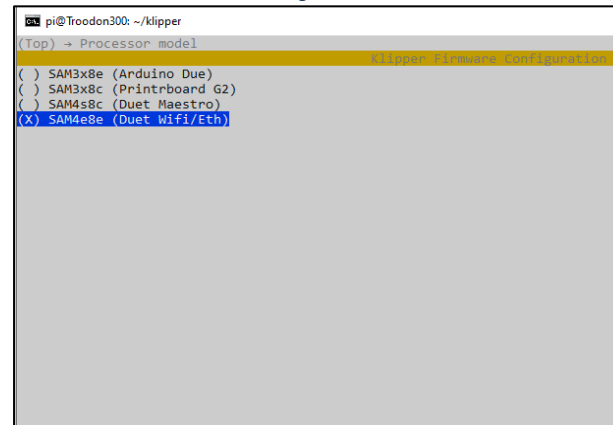 pi@Troodon300: ~/klipper
(Top) → Processor model
Klipper Firmware Configuration
( ) SAM3x8e (Arduino Due)
( ) SAM3x8c (Printrboard G2)
( ) SAM4s8c (Duet Maestro)
(X) SAM4e8e (Duet Wifi/Eth)